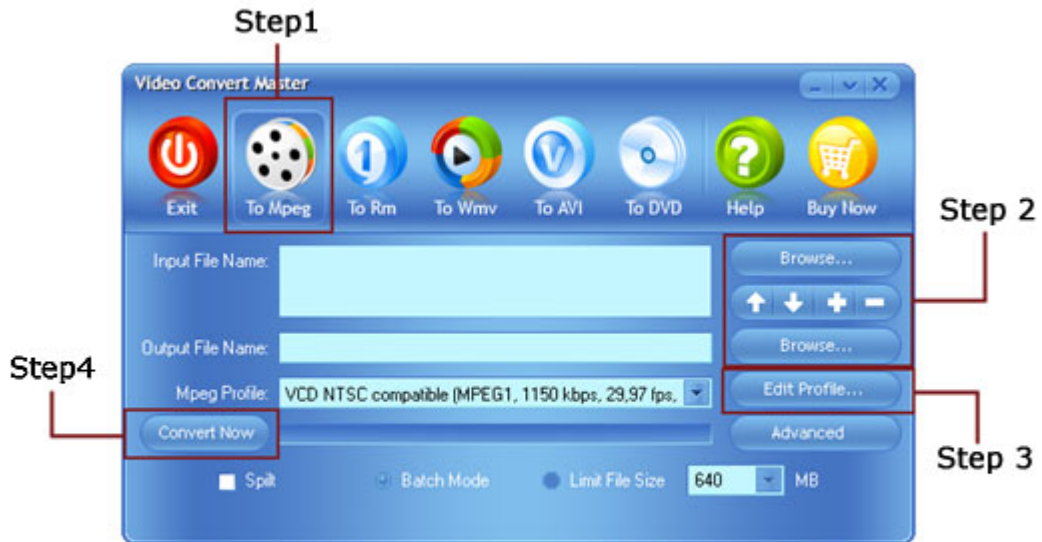 Step1
Video Convert Master
Exit To Mpeg To Rm To Wmv To AVI To DVD Help Buy Now
Step 2
Input File Name: Browse...
Output File Name: Browse...
Step4
Mpeg Profile: VCD NTSC compatible (MPEG1, 1150 kbps, 29,97 fps, Edit Profile...
Convert Now Advanced
Step 3
Spilt Batch Mode Limit File Size 640 MB